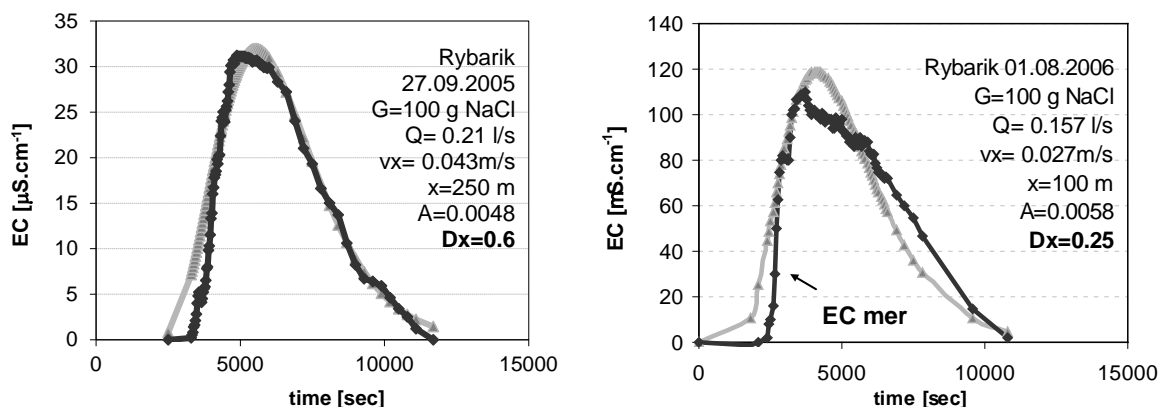 35
30
25
20
15
10
5
0
EC [µS.cm-1]
0 5000 10000 15000
time [sec]
Rybarik
27.09.2005
G=100 g NaCl
Q= 0.21 l/s
vx= 0.043m/s
x=250 m
A=0.0048
Dx=0.6
140
120
100
80
60
40
20
0
EC [mS.cm-1]
0 5000 10000 15000
time [sec]
Rybarik 01.08.2006
G=100 g NaCl
Q= 0.157 l/s
vx= 0.027m/s
x=100 m
A=0.0058
Dx=0.25
EC mer